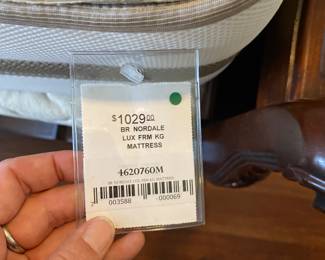 $1029.00
BR NORDALE
LUX FRM KG
MATTRESS
4620760M
003588 -000069